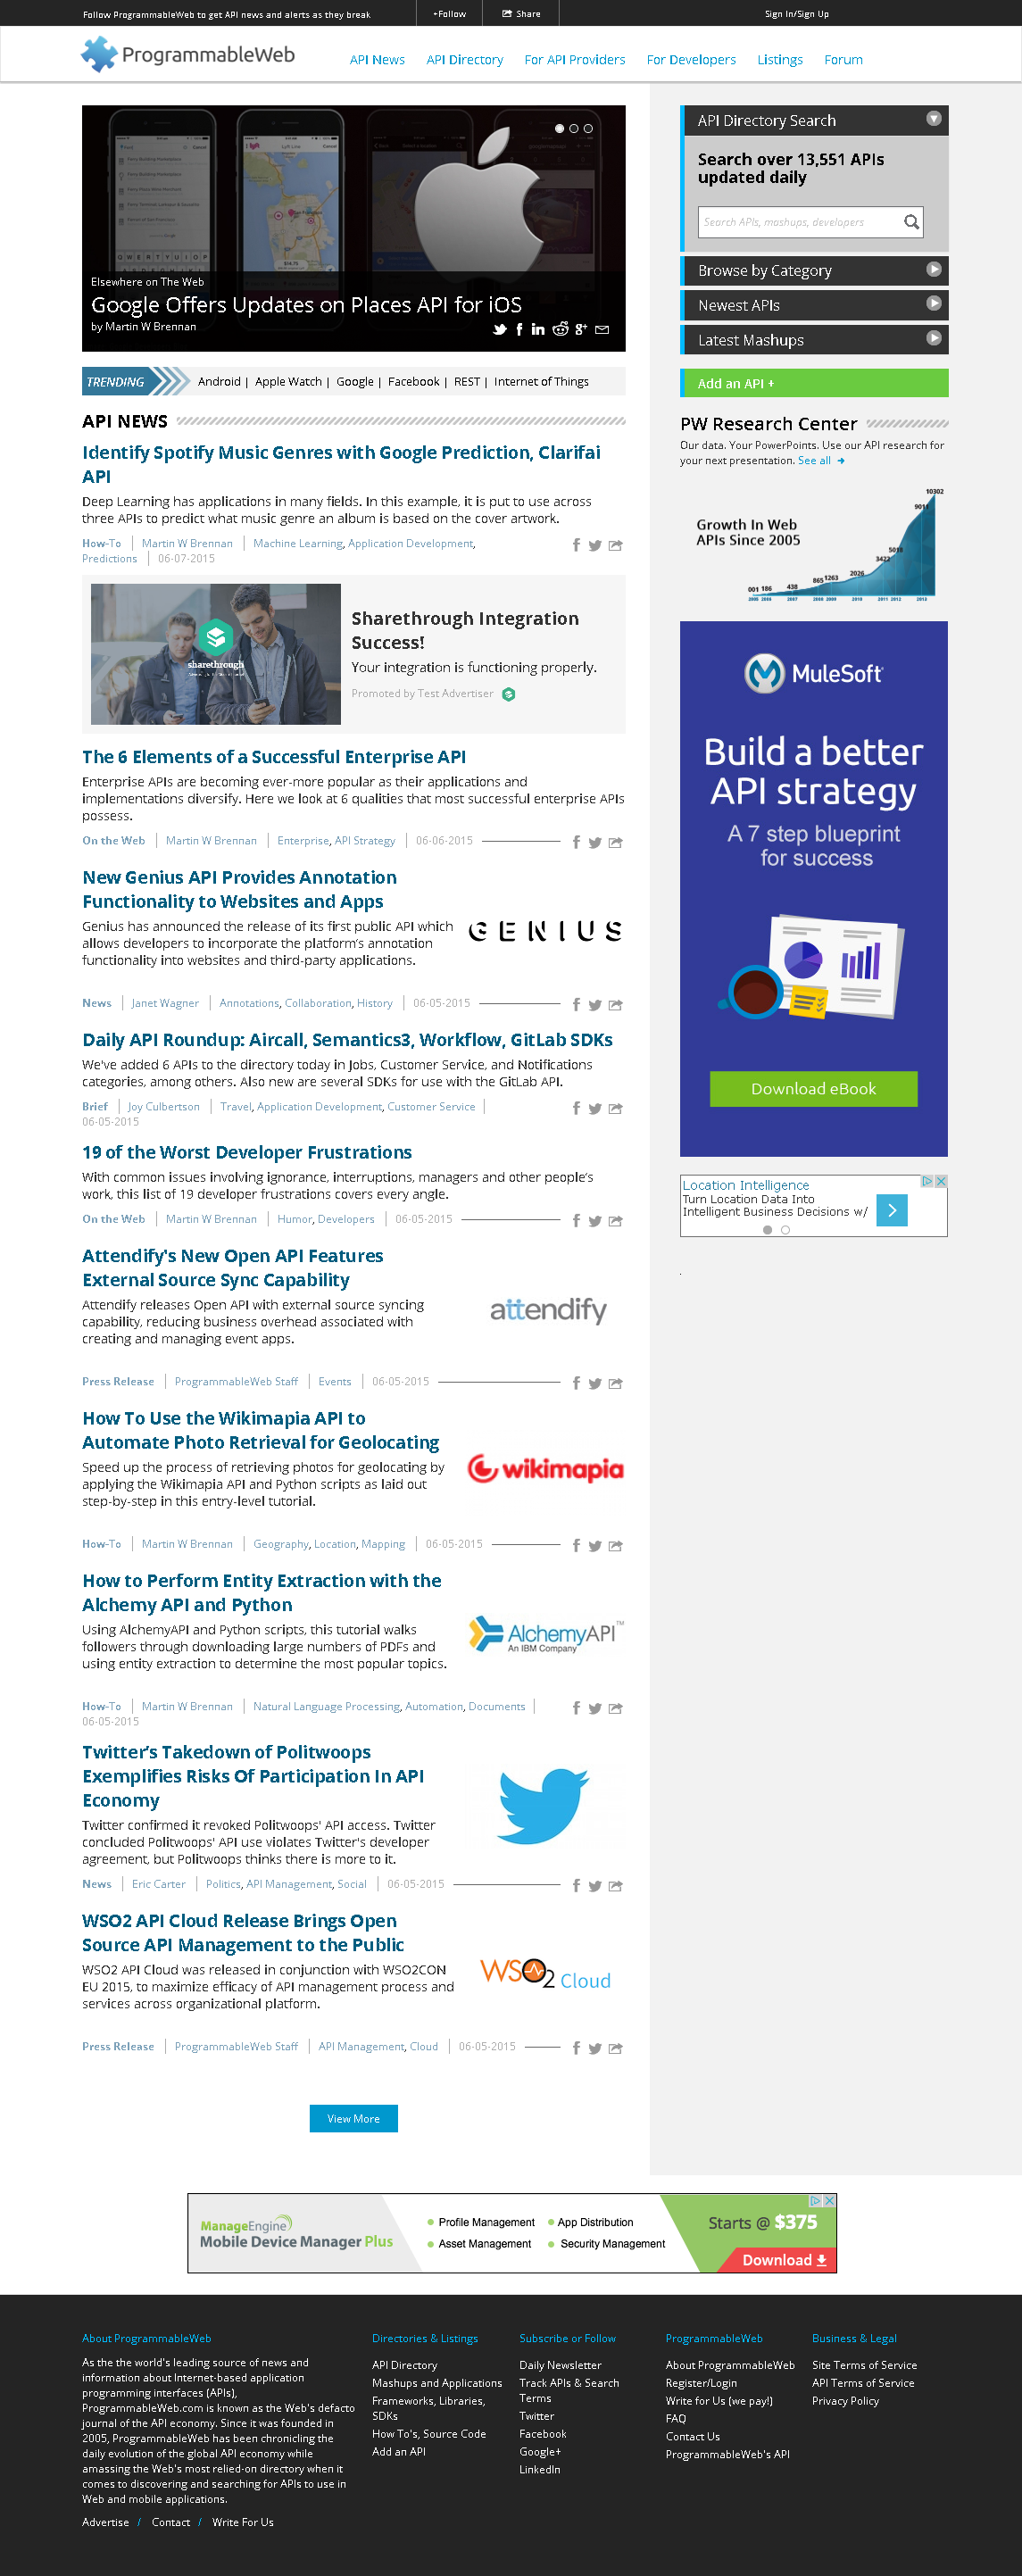 Follow ProgrammableWeb to get API news and alerts as they break
+Follow
Share
Sign In/Sign Up
ProgrammableWeb
API News
API Directory
For API Providers
For Developers
Listings
Forum
Elsewhere on The Web
Google Offers Updates on Places API for iOS
by Martin W Brennan
TRENDING
Android | Apple Watch | Google | Facebook | REST | Internet of Things
API NEWS
Identify Spotify Music Genres with Google Prediction, Clarifai
API
Deep Learning has applications in many fields. In this example, it is put to use across
three APIs to predict what music genre an album is based on the cover artwork.
How-To | Martin W Brennan | Machine Learning, Application Development,
Predictions | 06-07-2015
sharethrough
Sharethrough Integration
Success!
Your integration is functioning properly.
Promoted by Test Advertiser
The 6 Elements of a Successful Enterprise API
Enterprise APIs are becoming ever-more popular as their applications and
implementations diversify. Here we look at 6 qualities that most successful enterprise APIs
possess.
On the Web | Martin W Brennan | Enterprise, API Strategy | 06-06-2015
New Genius API Provides Annotation
Functionality to Websites and Apps
Genius has announced the release of its first public API which
allows developers to incorporate the platform's annotation
functionality into websites and third-party applications.
GENIUS
News | Janet Wagner | Annotations, Collaboration, History | 06-05-2015
Daily API Roundup: Aircall, Semantics3, Workflow, GitLab SDKs
We've added 6 APIs to the directory today in Jobs, Customer Service, and Notifications
categories, among others. Also new are several SDKs for use with the GitLab API.
Brief | Joy Culbertson | Travel, Application Development, Customer Service |
06-05-2015
19 of the Worst Developer Frustrations
With common issues involving ignorance, interruptions, managers and other people's
work, this list of 19 developer frustrations covers every angle.
On the Web | Martin W Brennan | Humor, Developers | 06-05-2015
Attendify's New Open API Features
External Source Sync Capability
Attendify releases Open API with external source syncing
capability, reducing business overhead associated with
creating and managing event apps.
attendify
Press Release | ProgrammableWeb Staff | Events | 06-05-2015
How To Use the Wikimapia API to
Automate Photo Retrieval for Geolocating
Speed up the process of retrieving photos for geolocating by
applying the Wikimapia API and Python scripts as laid out
step-by-step in this entry-level tutorial.
wikimapia
How-To | Martin W Brennan | Geography, Location, Mapping | 06-05-2015
How to Perform Entity Extraction with the
Alchemy API and Python
Using AlchemyAPI and Python scripts, this tutorial walks
followers through downloading large numbers of PDFs and
using entity extraction to determine the most popular topics.
AlchemyAPI™
An IBM Company
How-To | Martin W Brennan | Natural Language Processing, Automation, Documents |
06-05-2015
Twitter's Takedown of Politwoops
Exemplifies Risks Of Participation In API
Economy
Twitter confirmed it revoked Politwoops' API access. Twitter
concluded Politwoops' API use violates Twitter's developer
agreement, but Politwoops thinks there is more to it.
News | Eric Carter | Politics, API Management, Social | 06-05-2015
WSO2 API Cloud Release Brings Open
Source API Management to the Public
WSO2 API Cloud was released in conjunction with WSO2CON
EU 2015, to maximize efficacy of API management process and
services across organizational platform.
WSO2 Cloud
Press Release | ProgrammableWeb Staff | API Management, Cloud | 06-05-2015
View More
API Directory Search
Search over 13,551 APIs
updated daily
Search APIs, mashups, developers
Browse by Category
Newest APIs
Latest Mashups
Add an API +
PW Research Center
Our data. Your PowerPoints. Use our API research for
your next presentation. See all
Growth In Web
APIs Since 2005
001 186 438 865 1263 2026 3422 5018 9011 10302
2005 2006 2007 2008 2009 2010 2011 2012 2013
MuleSoft
Build a better
API strategy
A 7 step blueprint
for success
Download eBook
Location Intelligence
Turn Location Data Into
Intelligent Business Decisions w/
ManageEngine
Mobile Device Manager Plus
Profile Management
App Distribution
Asset Management
Security Management
Starts @ $375
Download
About ProgrammableWeb
As the the world's leading source of news and
information about Internet-based application
programming interfaces (APIs),
ProgrammableWeb.com is known as the Web's defacto
journal of the API economy. Since it was founded in
2005, ProgrammableWeb has been chronicling the
daily evolution of the global API economy while
amassing the Web's most relied-on directory when it
comes to discovering and searching for APIs to use in
Web and mobile applications.
Advertise / Contact / Write For Us
Directories & Listings
API Directory
Mashups and Applications
Frameworks, Libraries,
SDKs
How To's, Source Code
Add an API
Subscribe or Follow
Daily Newsletter
Track APIs & Search
Terms
Twitter
Facebook
Google+
LinkedIn
ProgrammableWeb
About ProgrammableWeb
Register/Login
Write for Us (we pay!)
FAQ
Contact Us
ProgrammableWeb's API
Business & Legal
Site Terms of Service
API Terms of Service
Privacy Policy